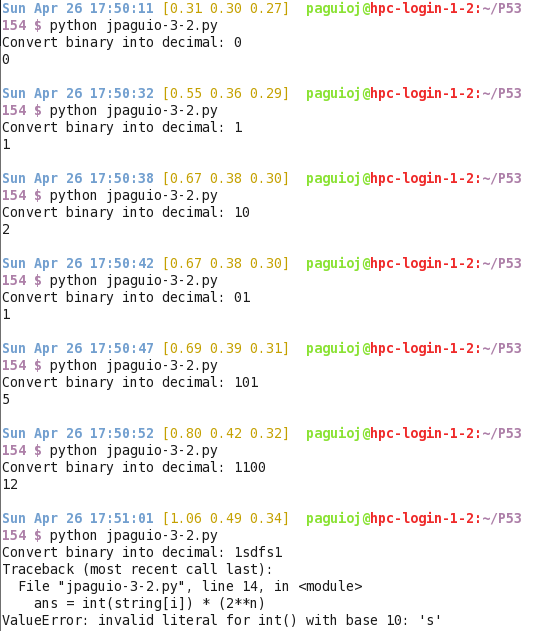 Sun Apr 26 17:50:11 [0.31 0.30 0.27]  paguioj@hpc-login-1-2:~/P53
154 $ python jpaguio-3-2.py
Convert binary into decimal: 0
0

Sun Apr 26 17:50:32 [0.55 0.36 0.29]  paguioj@hpc-login-1-2:~/P53
154 $ python jpaguio-3-2.py
Convert binary into decimal: 1
1

Sun Apr 26 17:50:38 [0.67 0.38 0.30]  paguioj@hpc-login-1-2:~/P53
154 $ python jpaguio-3-2.py
Convert binary into decimal: 10
2

Sun Apr 26 17:50:42 [0.67 0.38 0.30]  paguioj@hpc-login-1-2:~/P53
154 $ python jpaguio-3-2.py
Convert binary into decimal: 01
1

Sun Apr 26 17:50:47 [0.69 0.39 0.31]  paguioj@hpc-login-1-2:~/P53
154 $ python jpaguio-3-2.py
Convert binary into decimal: 101
5

Sun Apr 26 17:50:52 [0.80 0.42 0.32]  paguioj@hpc-login-1-2:~/P53
154 $ python jpaguio-3-2.py
Convert binary into decimal: 1100
12

Sun Apr 26 17:51:01 [1.06 0.49 0.34]  paguioj@hpc-login-1-2:~/P53
154 $ python jpaguio-3-2.py
Convert binary into decimal: 1sdfs1
Traceback (most recent call last):
  File "jpaguio-3-2.py", line 14, in <module>
    ans = int(string[i]) * (2**n)
ValueError: invalid literal for int() with base 10: 's'